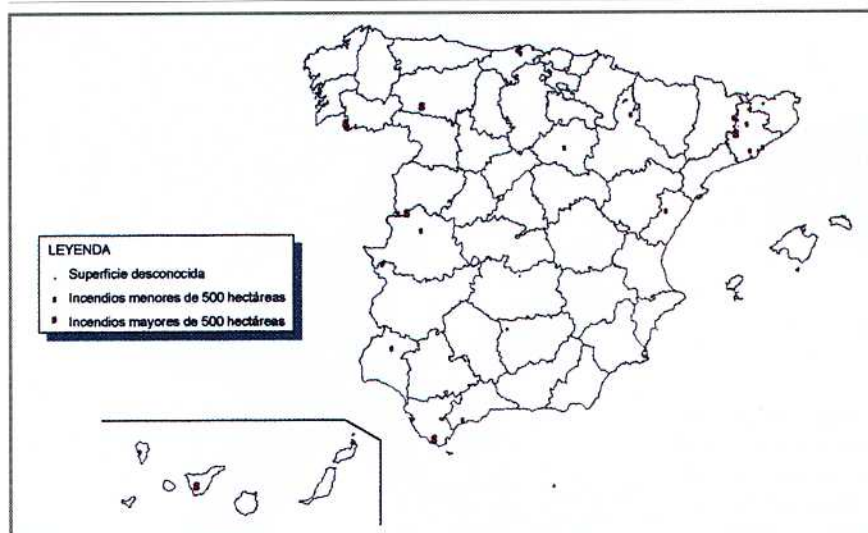 LEYENDA
. Superficie desconocida
s Incendios menores de 500 hectáreas
s Incendios mayores de 500 hectáreas